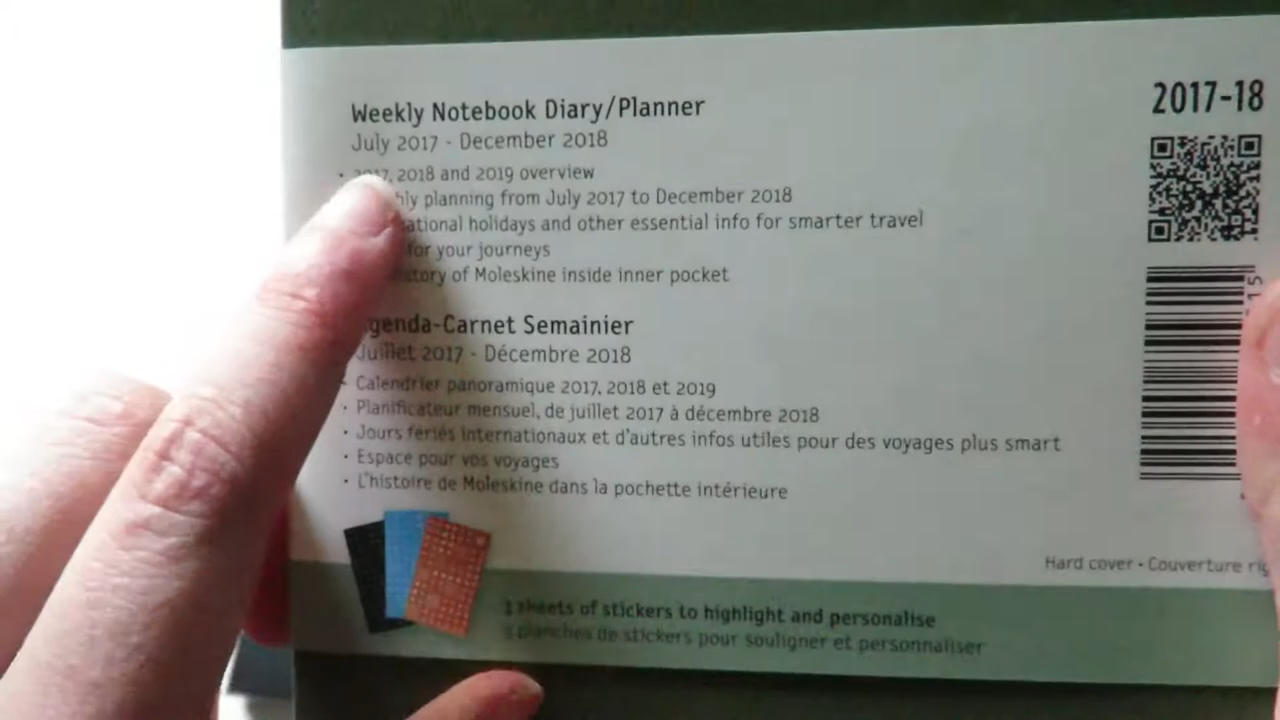 Weekly Notebook Diary/Planner
July 2017 - December 2018
• 2017, 2018 and 2019 overview
planning from July 2017 to December 2018
holidays and other essential info for smarter travel
for your journeys
of Moleskine inside inner pocket
Agenda-Carnet Semainier
Juillet 2017 - Décembre 2018
• Calendrier panoramique 2017, 2018 et 2019
• Planificateur mensuel, de juillet 2017 à décembre 2018
• Jours fériés internationaux et d'autres infos utiles pour des voyages plus smart
• Espace pour vos voyages
• L'histoire de Moleskine dans la pochette intérieure
2017-18
Hard cover • Couverture
3 sheets of stickers to highlight and personalise
3 planches de stickers pour souligner et personnaliser